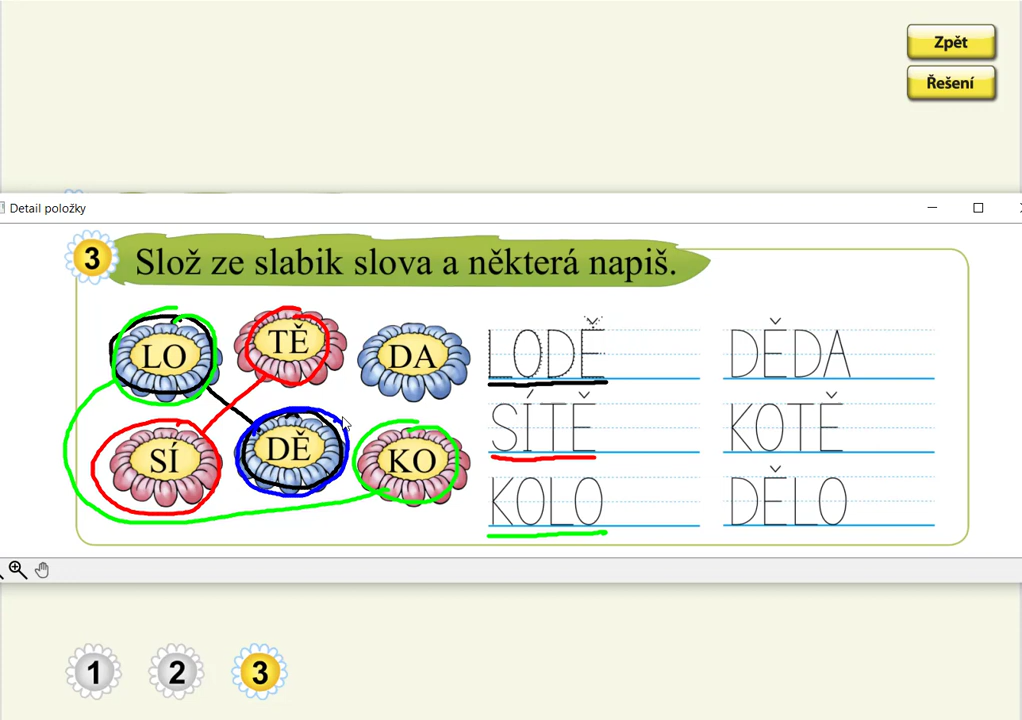 Zpět
Řešení
Detail položky
3 Slož ze slabik slova a některá napiš.
LO TĚ DA
SÍ DĚ KO
LODĚ DĚDA
SÍTĚ KOTĚ
KOLO DĚLO
1 2 3